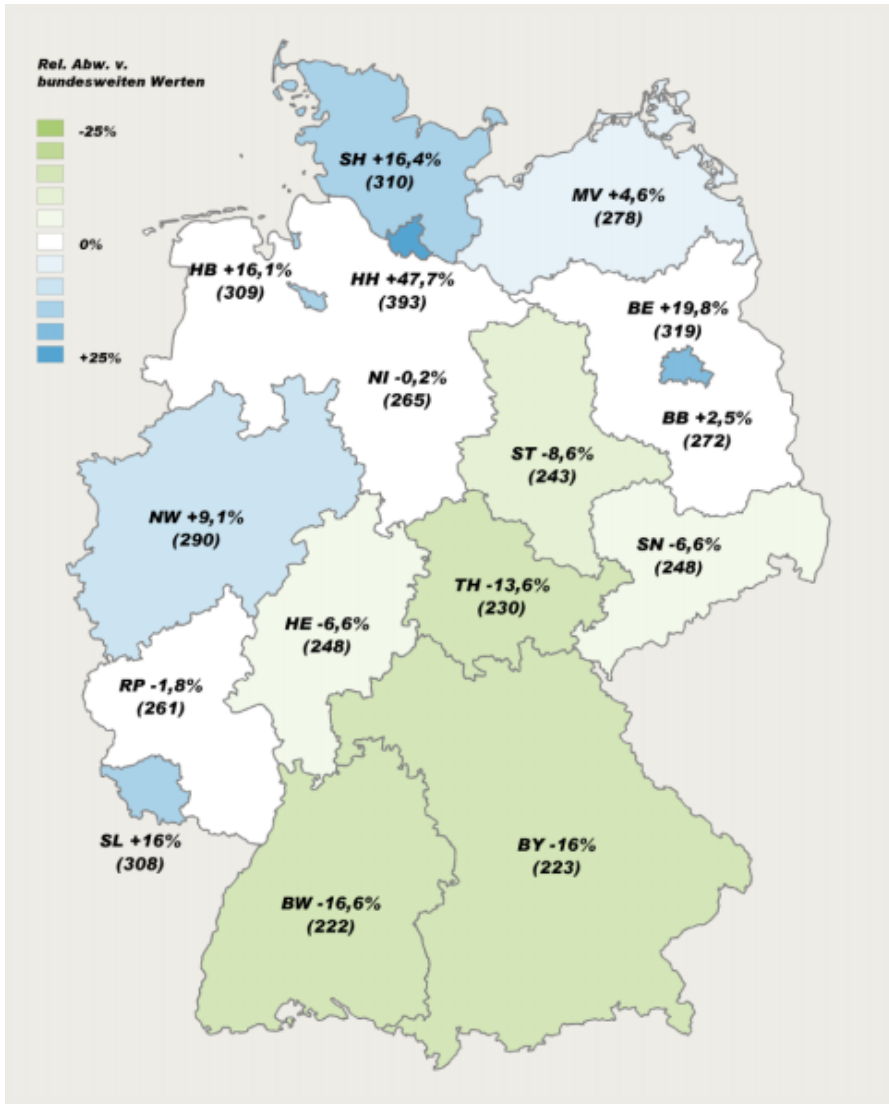 Rel. Abw. v.
bundesweiten Werten
-25%
0%
+25%
SH +16,4%
(310)
MV +4,6%
(278)
HB +16,1%
(309)
HH +47,7%
(393)
BE +19,8%
(319)
NI -0,2%
(265)
BB +2,5%
(272)
ST -8,6%
(243)
NW +9,1%
(290)
SN -6,6%
(248)
TH -13,6%
(230)
HE -6,6%
(248)
RP -1,8%
(261)
SL +16%
(308)
BY -16%
(223)
BW -16,6%
(222)